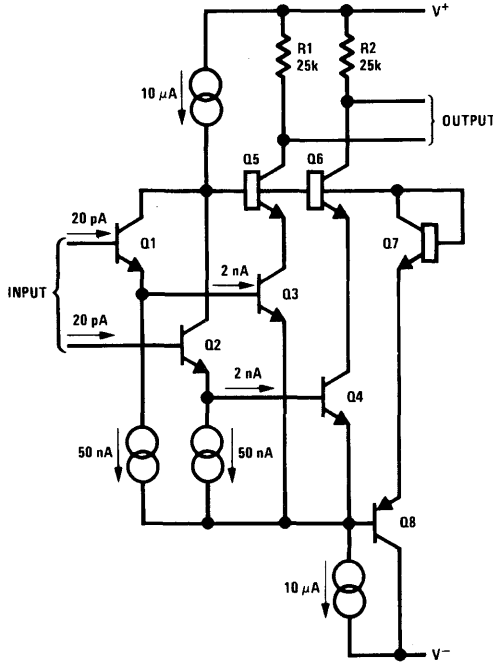 V+
R1
25k
R2
25k
10 µA
OUTPUT
Q5
Q6
20 pA
Q1
Q7
2 nA
INPUT
Q3
20 pA
Q2
2 nA
Q4
50 nA
50 nA
Q8
10 µA
V−